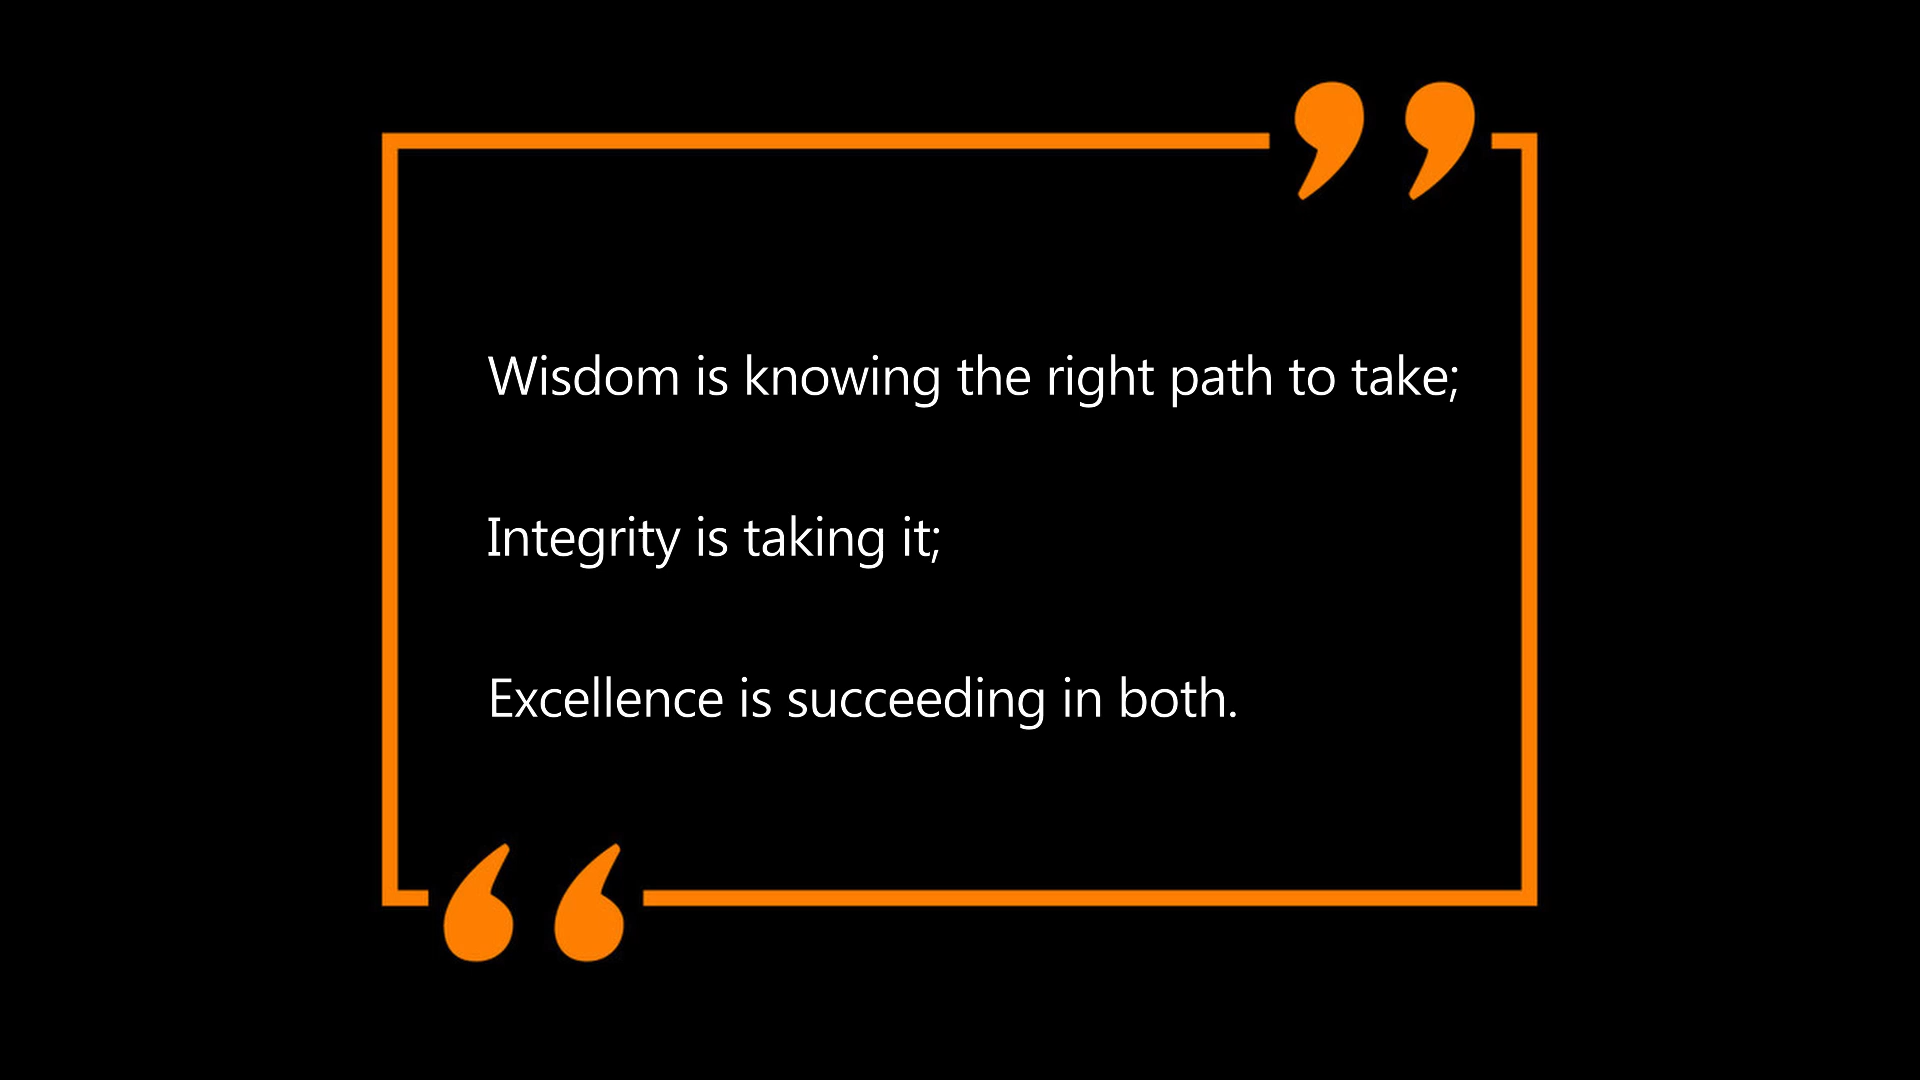 Wisdom is knowing the right path to take;
Integrity is taking it;
Excellence is succeeding in both.